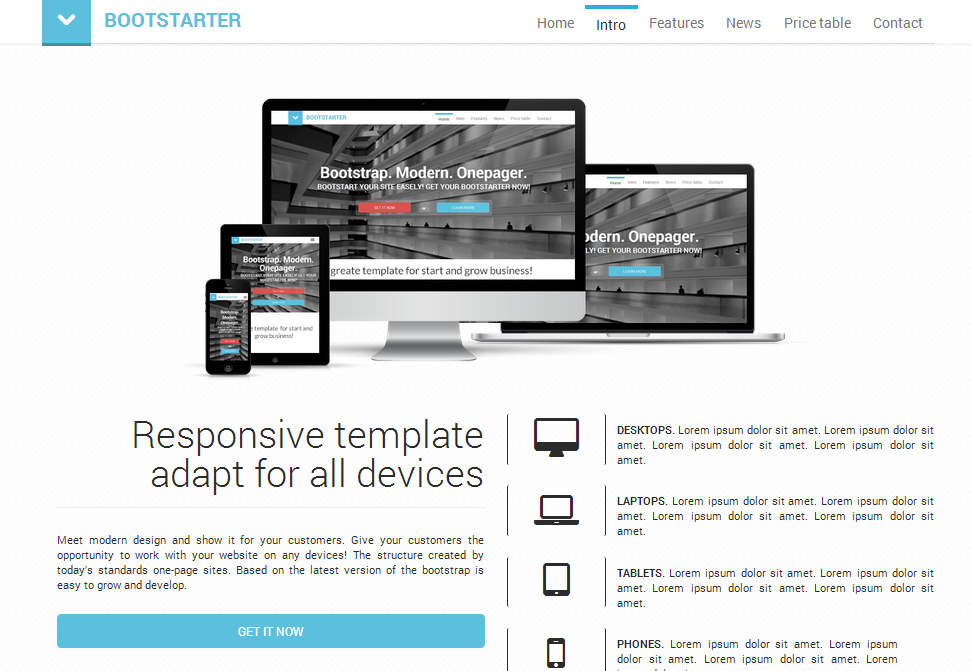 BOOTSTARTER
Home Intro Features News Price table Contact
BOOTSTARTER
Home Intro Features News Price table Contact
Bootstrap. Modern. Onepager.
BOOTSTART YOUR SITE EASELY! GET YOUR BOOTSTARTER NOW!
GET IT NOW or LEARN MORE
greate template for start and grow business!
Home Intro Features News Price table Contact
odern. Onepager.
LY! GET YOUR BOOTSTARTER NOW!
or LEARN MORE
BOOTSTARTER
Bootstrap. Modern.
Onepager.
BOOTSTART YOUR SITE EASELY! GET YOUR
BOOTSTARTER NOW!
e template for start and
grow business!
Bootstrap.
Modern.
Onepager.
Responsive template
adapt for all devices
Meet modern design and show it for your customers. Give your customers the
opportunity to work with your website on any devices! The structure created by
today's standards one-page sites. Based on the latest version of the bootstrap is
easy to grow and develop.
GET IT NOW
DESKTOPS. Lorem ipsum dolor sit amet. Lorem ipsum dolor sit
amet. Lorem ipsum dolor sit amet. Lorem ipsum dolor sit
amet.
LAPTOPS. Lorem ipsum dolor sit amet. Lorem ipsum dolor sit
amet. Lorem ipsum dolor sit amet. Lorem ipsum dolor sit
amet.
TABLETS. Lorem ipsum dolor sit amet. Lorem ipsum dolor sit
amet. Lorem ipsum dolor sit amet. Lorem ipsum dolor sit
amet.
PHONES. Lorem ipsum dolor sit amet. Lorem ipsum
dolor sit amet. Lorem ipsum dolor sit amet. Lorem